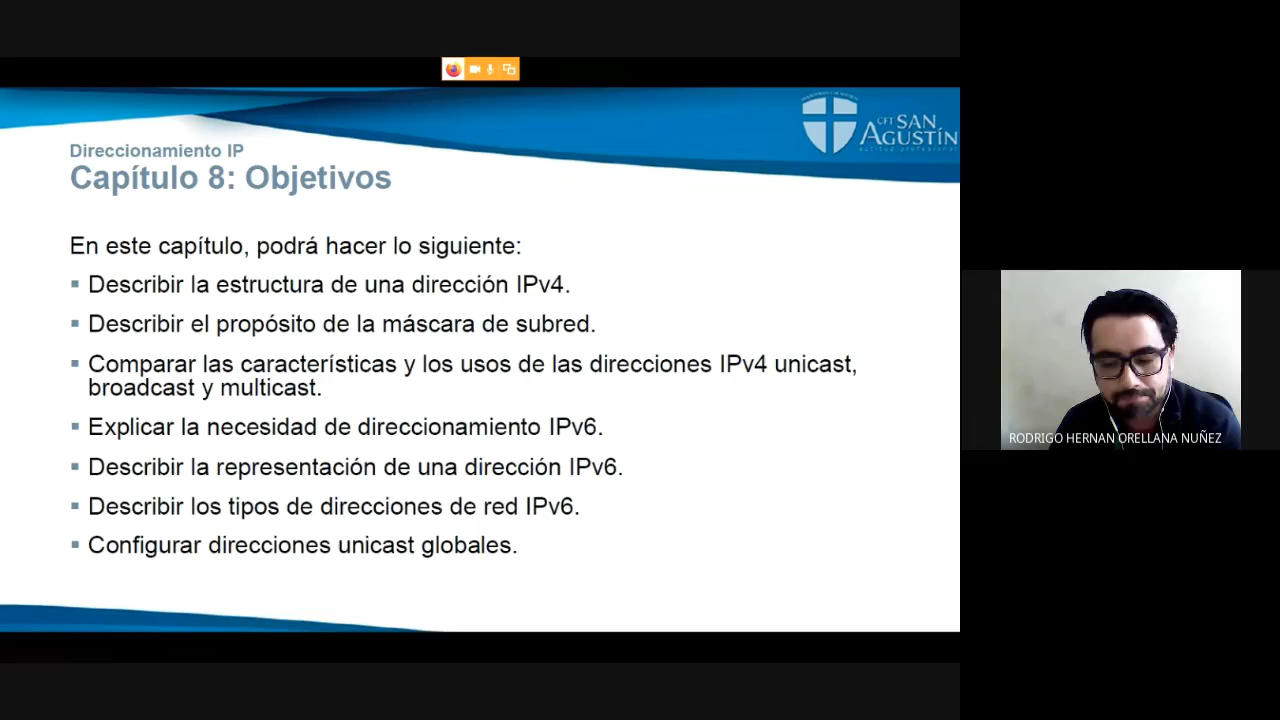 CFT SAN
AGUSTÍN
Direccionamiento IP
Capítulo 8: Objetivos
En este capítulo, podrá hacer lo siguiente:
▪ Describir la estructura de una dirección IPv4.
▪ Describir el propósito de la máscara de subred.
▪ Comparar las características y los usos de las direcciones IPv4 unicast,
broadcast y multicast.
▪ Explicar la necesidad de direccionamiento IPv6.
▪ Describir la representación de una dirección IPv6.
▪ Describir los tipos de direcciones de red IPv6.
▪ Configurar direcciones unicast globales.
RODRIGO HERNAN ORELLANA NUÑEZ